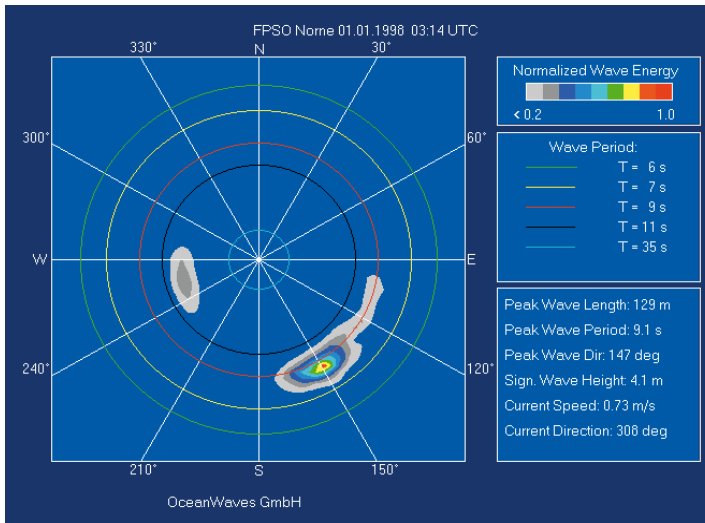 FPSO Norne 01.01.1998 03:14 UTC
330° N 30°
300° 60°
W E
240° 120°
210° S 150°
OceanWaves GmbH
Normalized Wave Energy
< 0.2 1.0
Wave Period:
T = 6 s
T = 7 s
T = 9 s
T = 11 s
T = 35 s
Peak Wave Length: 129 m
Peak Wave Period: 9.1 s
Peak Wave Dir: 147 deg
Sign. Wave Height: 4.1 m
Current Speed: 0.73 m/s
Current Direction: 308 deg